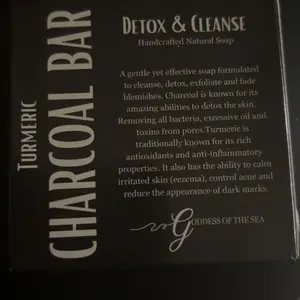 TURMERIC
CHARCOAL BAR
DETOX & CLEANSE
Handcrafted Natural Soap
A gentle yet effective soap formulated
to cleanse, detox, exfoliate and fade
blemishes. Charcoal is known for its
amazing abilities to detox the skin.
Removing all bacteria, excessive oil and
toxins from pores.Turmeric is
traditionally known for its rich
antioxidants and anti-inflammatory
properties. It also has the ability to calm
irritated skin (eczema), control acne and
reduce the appearance of dark marks.
GODDESS OF THE SEA